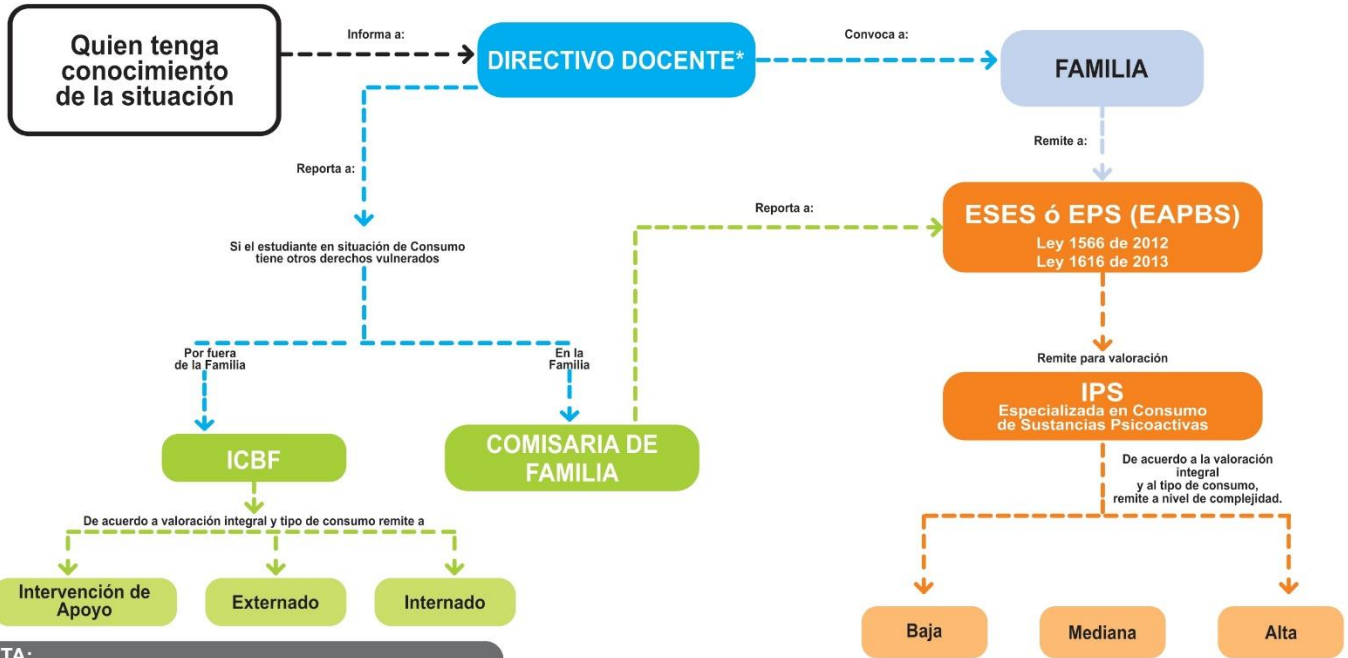 Quien tenga
conocimiento
de la situación
Informa a:
DIRECTIVO DOCENTE*
Convoca a:
FAMILIA
Reporta a:
Remite a:
Si el estudiante en situación de Consumo
tiene otros derechos vulnerados
Reporta a:
ESES ó EPS (EAPBS)
Ley 1566 de 2012
Ley 1616 de 2013
Por fuera
de la Familia
En la
Familia
Remite para valoración
ICBF
COMISARIA DE
FAMILIA
IPS
Especializada en Consumo
de Sustancias Psicoactivas
De acuerdo a valoración integral y tipo de consumo remite a
De acuerdo a la valoración
integral
y al tipo de consumo,
remite a nivel de complejidad.
Intervención de
Apoyo
Externado
Internado
Baja
Mediana
Alta